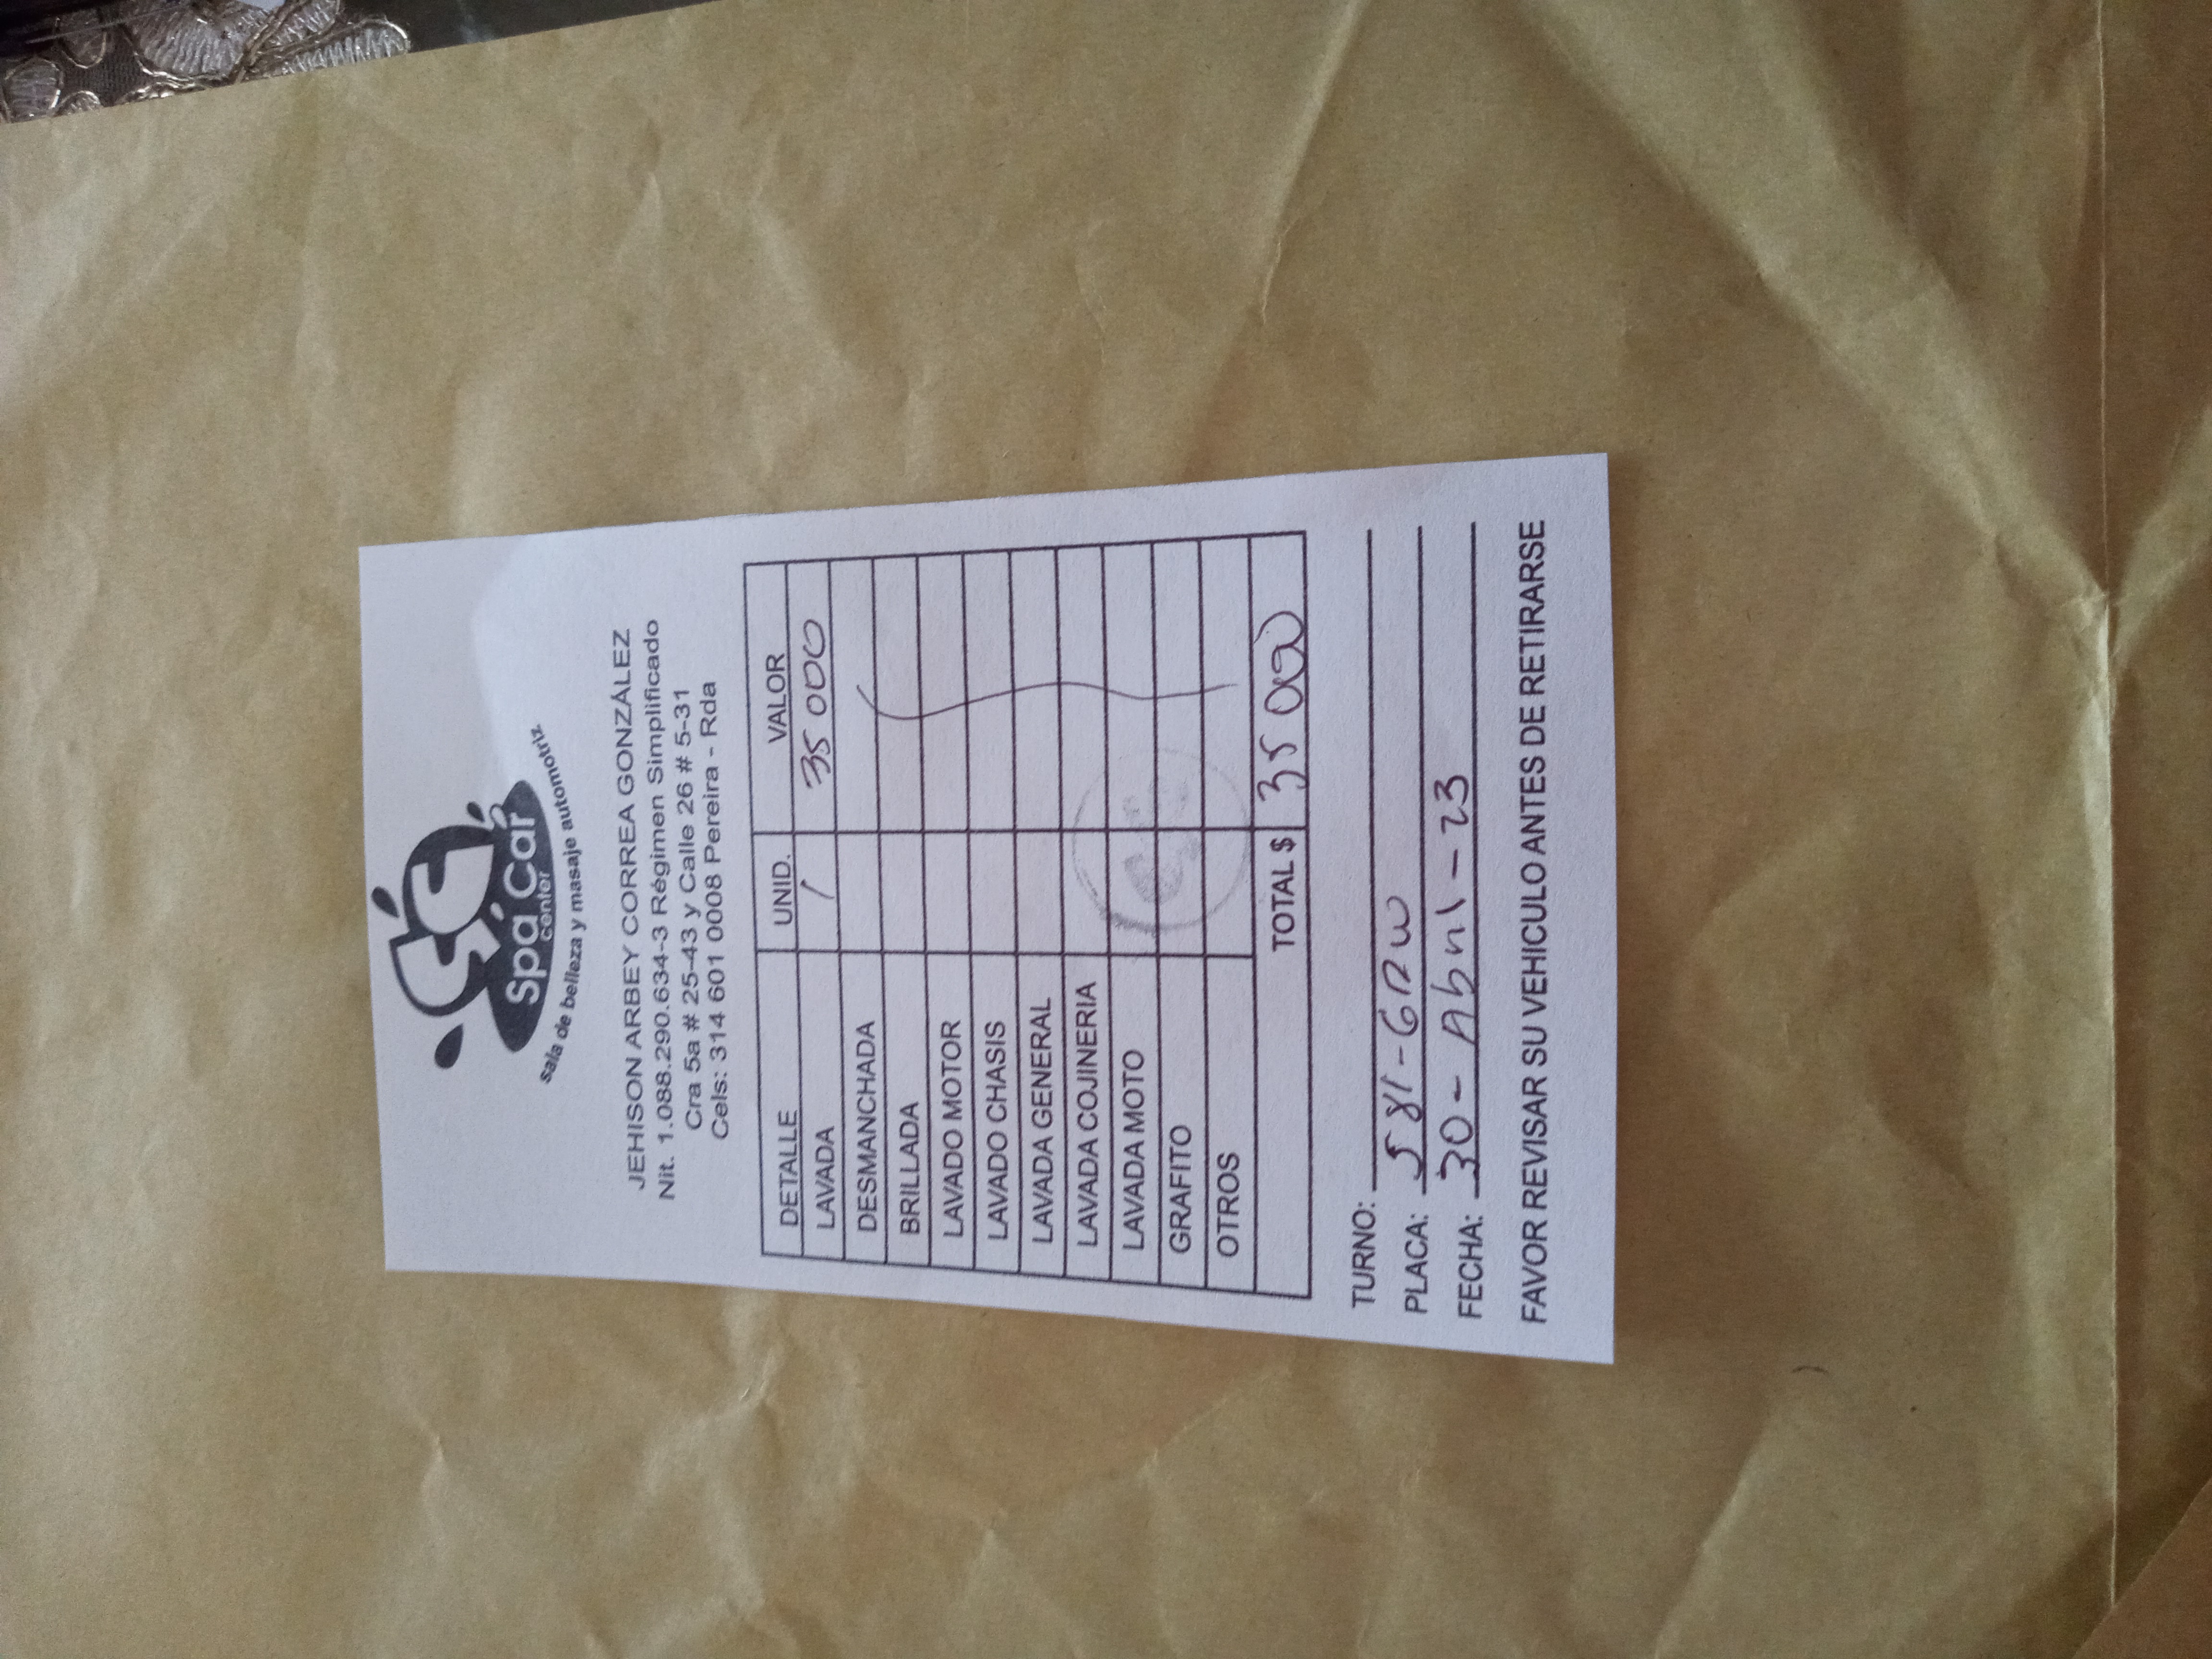 SC
Spa Car
center
sala de belleza y masaje automotriz
JEHISON ARBEY CORREA GONZÁLEZ
Nit. 1.088.290.634-3 Régimen Simplificado
Cra 5a # 25-43 y Calle 26 # 5-31
Cels: 314 601 0008 Pereira - Rda
DETALLE UNID. VALOR
LAVADA 1 35 000
DESMANCHADA
BRILLADA
LAVADO MOTOR
LAVADO CHASIS
LAVADA GENERAL
LAVADA COJINERIA
LAVADA MOTO
GRAFITO
OTROS
TOTAL $ 35 000
TURNO:
PLACA:
FECHA: 30 - Abril - 23
FAVOR REVISAR SU VEHICULO ANTES DE RETIRARSE